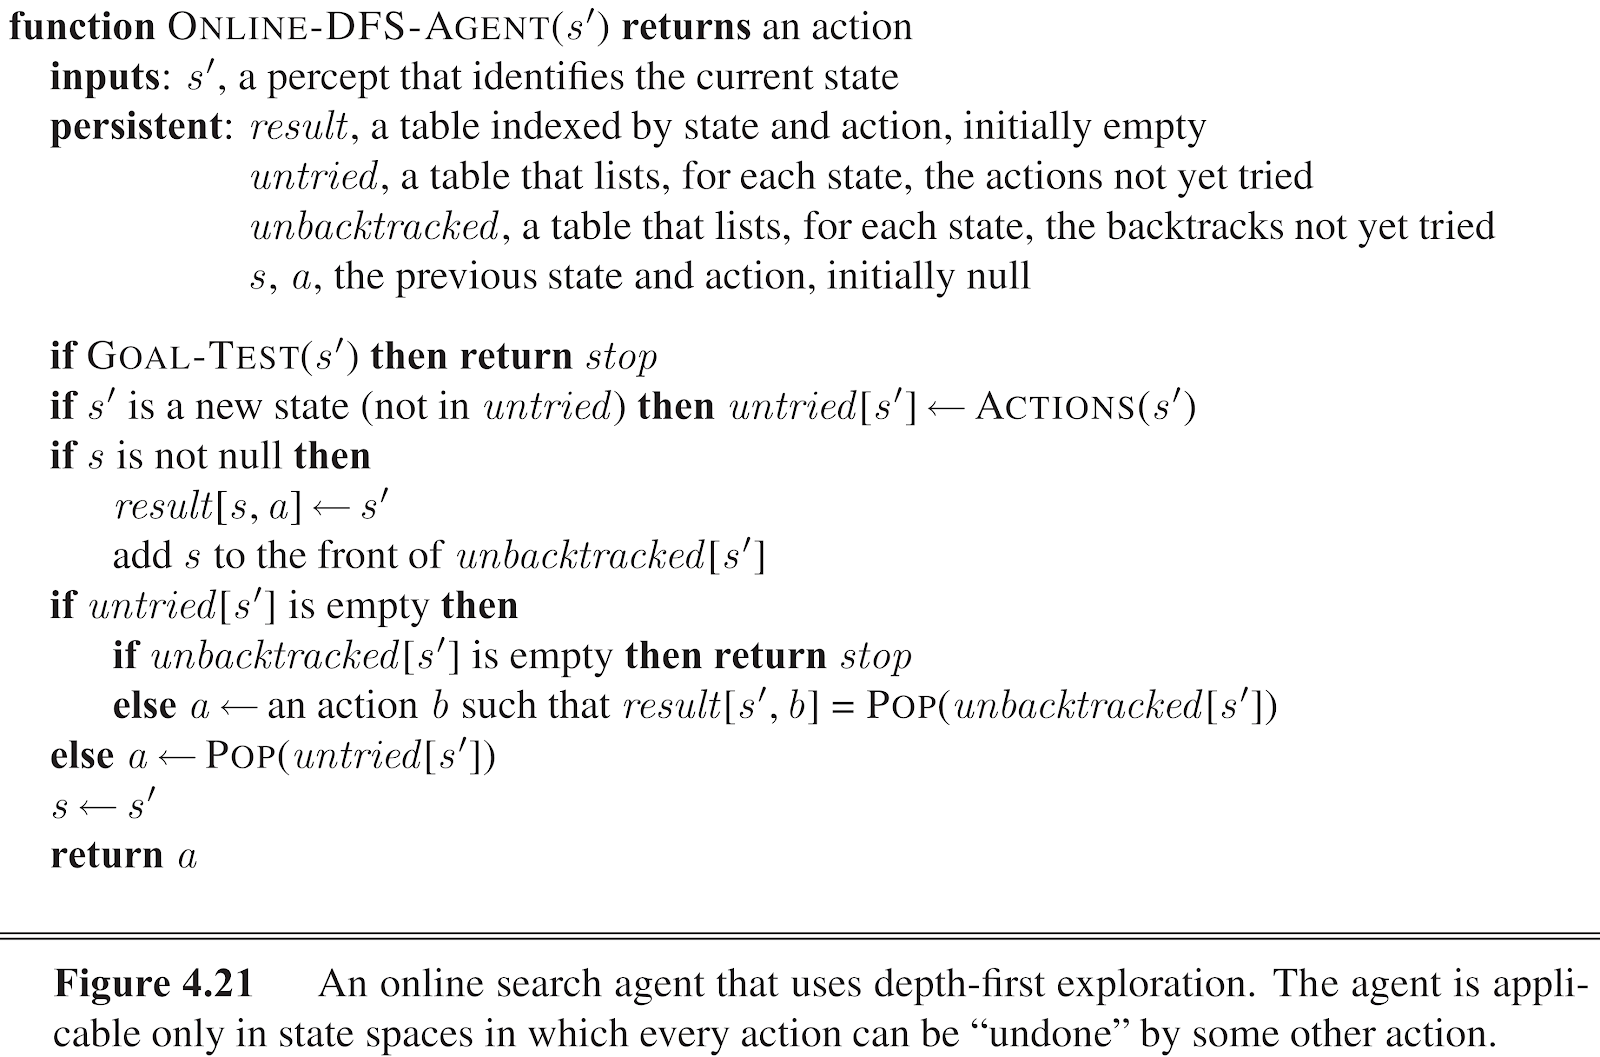 function ONLINE-DFS-AGENT(s′) returns an action
inputs: s′, a percept that identifies the current state
persistent: result, a table indexed by state and action, initially empty
untried, a table that lists, for each state, the actions not yet tried
unbacktracked, a table that lists, for each state, the backtracks not yet tried
s, a, the previous state and action, initially null
if GOAL-TEST(s′) then return stop
if s′ is a new state (not in untried) then untried[s′] ← ACTIONS(s′)
if s is not null then
result[s, a] ← s′
add s to the front of unbacktracked[s′]
if untried[s′] is empty then
if unbacktracked[s′] is empty then return stop
else a ← an action b such that result[s′, b] = POP(unbacktracked[s′])
else a ← POP(untried[s′])
s ← s′
return a
Figure 4.21 An online search agent that uses depth-first exploration. The agent is appli-
cable only in state spaces in which every action can be “undone” by some other action.